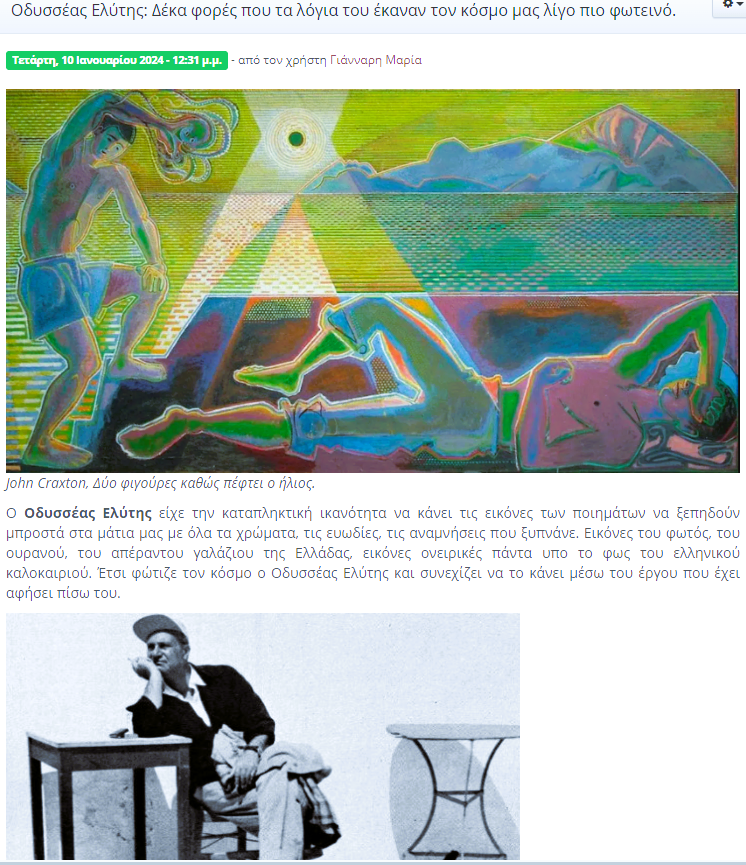 Οδυσσέας Ελύτης: Δέκα φορές που τα λόγια του έκαναν τον κόσμο μας λίγο πιο φωτεινό.
Τετάρτη, 10 Ιανουαρίου 2024 - 12:31 μ.μ. - από τον χρήστη Γιάνναρη Μαρία
John Craxton, Δύο φιγούρες καθώς πέφτει ο ήλιος.
Ο Οδυσσέας Ελύτης είχε την καταπληκτική ικανότητα να κάνει τις εικόνες των ποιημάτων να ξεπηδούν
μπροστά στα μάτια μας με όλα τα χρώματα, τις ευωδίες, τις αναμνήσεις που ξυπνάνε. Εικόνες του φωτός, του
ουρανού, του απέραντου γαλάζιου της Ελλάδας, εικόνες ονειρικές πάντα υπο το φως του ελληνικού
καλοκαιριού. Έτσι φώτιζε τον κόσμο ο Οδυσσέας Ελύτης και συνεχίζει να το κάνει μέσω του έργου που έχει
αφήσει πίσω του.